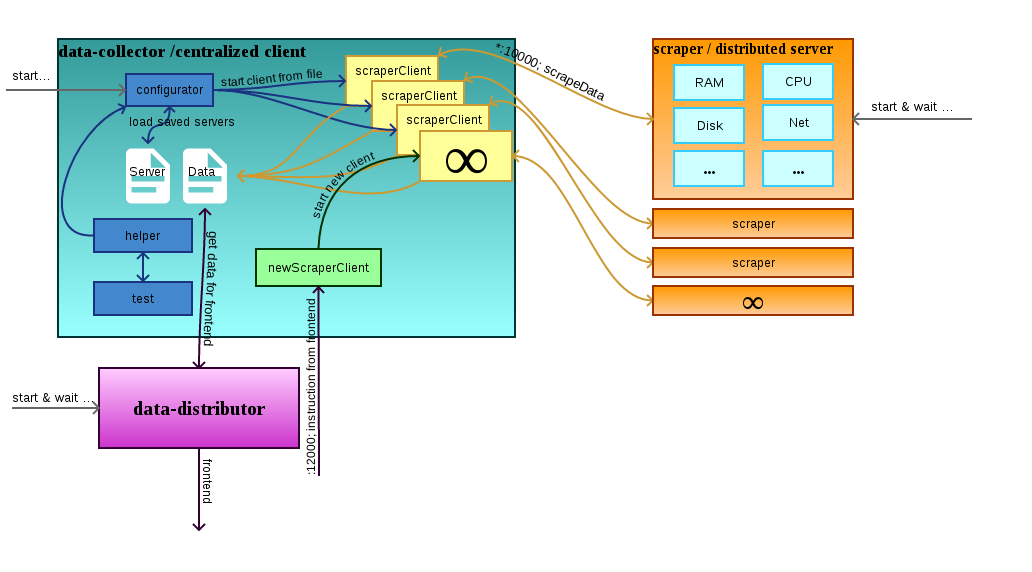 data-collector /centralized client
start...
configurator
start client from file
load saved servers
Server
Data
helper
test
get data for frontend
scraperClient
scraperClient
scraperClient
∞
start new client
newScraperClient
:12000; instruction from frontend
*:10000; scrapeData
scraper / distributed server
RAM
CPU
Disk
Net
...
...
start & wait ...
scraper
scraper
∞
start & wait ...
data-distributor
frontend